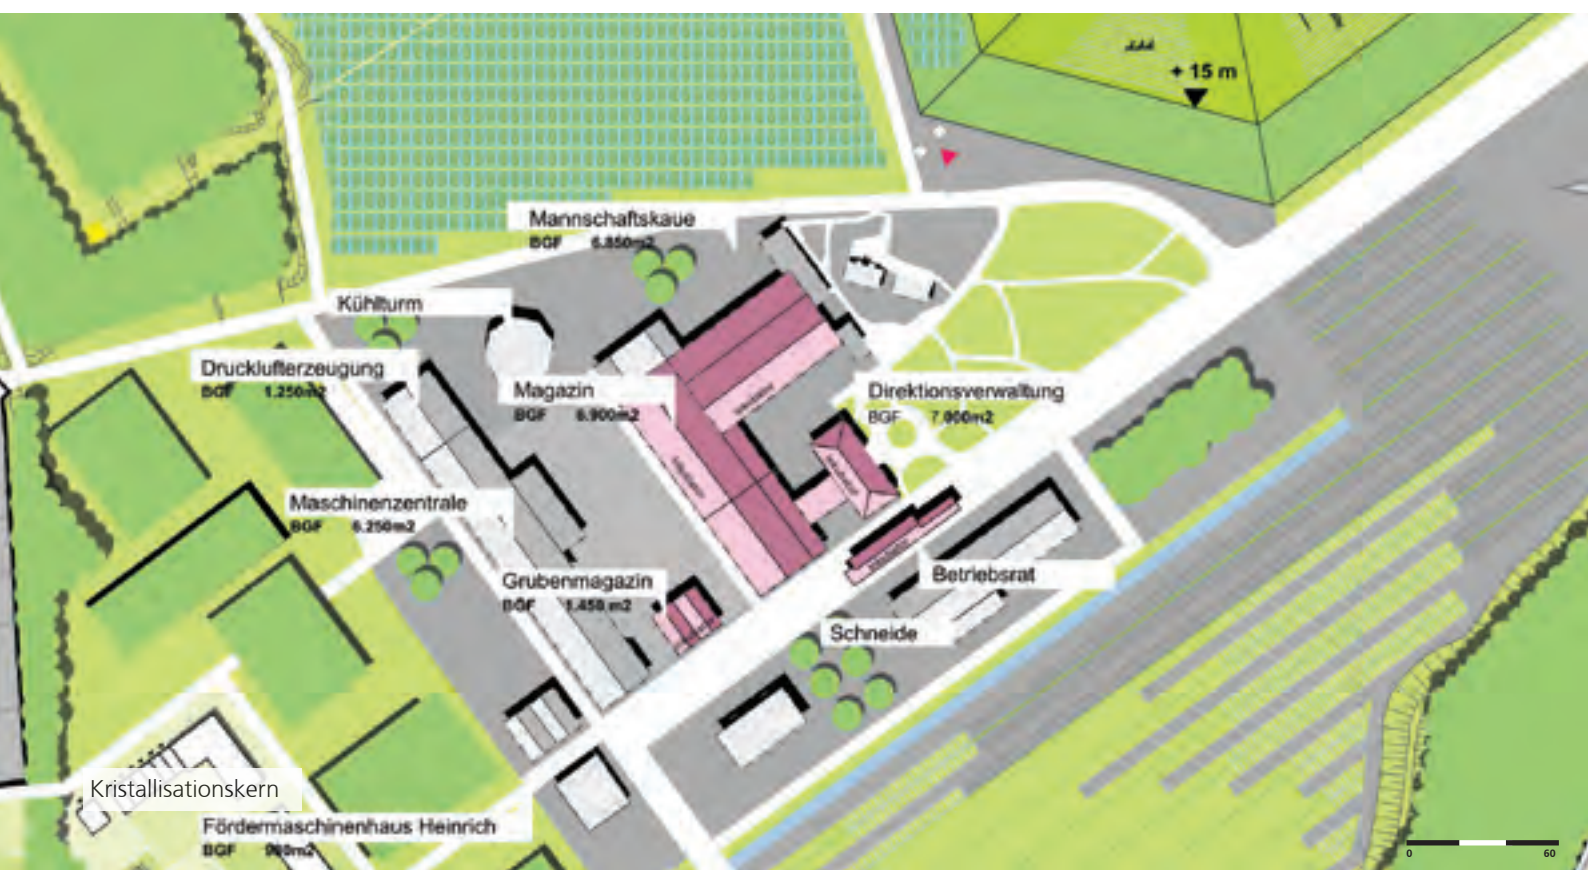 + 15 m
Mannschaftskaue
BGF 6.850m2
Kühlturm
Drucklufterzeugung
BGF 1.250m2
Magazin
BGF 6.900m2
Direktionsverwaltung
BGF 7.000m2
Maschinenzentrale
BGF 6.250m2
Grubenmagazin
BGF 1.450 m2
Betriebsrat
Schneide
Kristallisationskern
Fördermaschinenhaus Heinrich
BGF 980m2
0 60